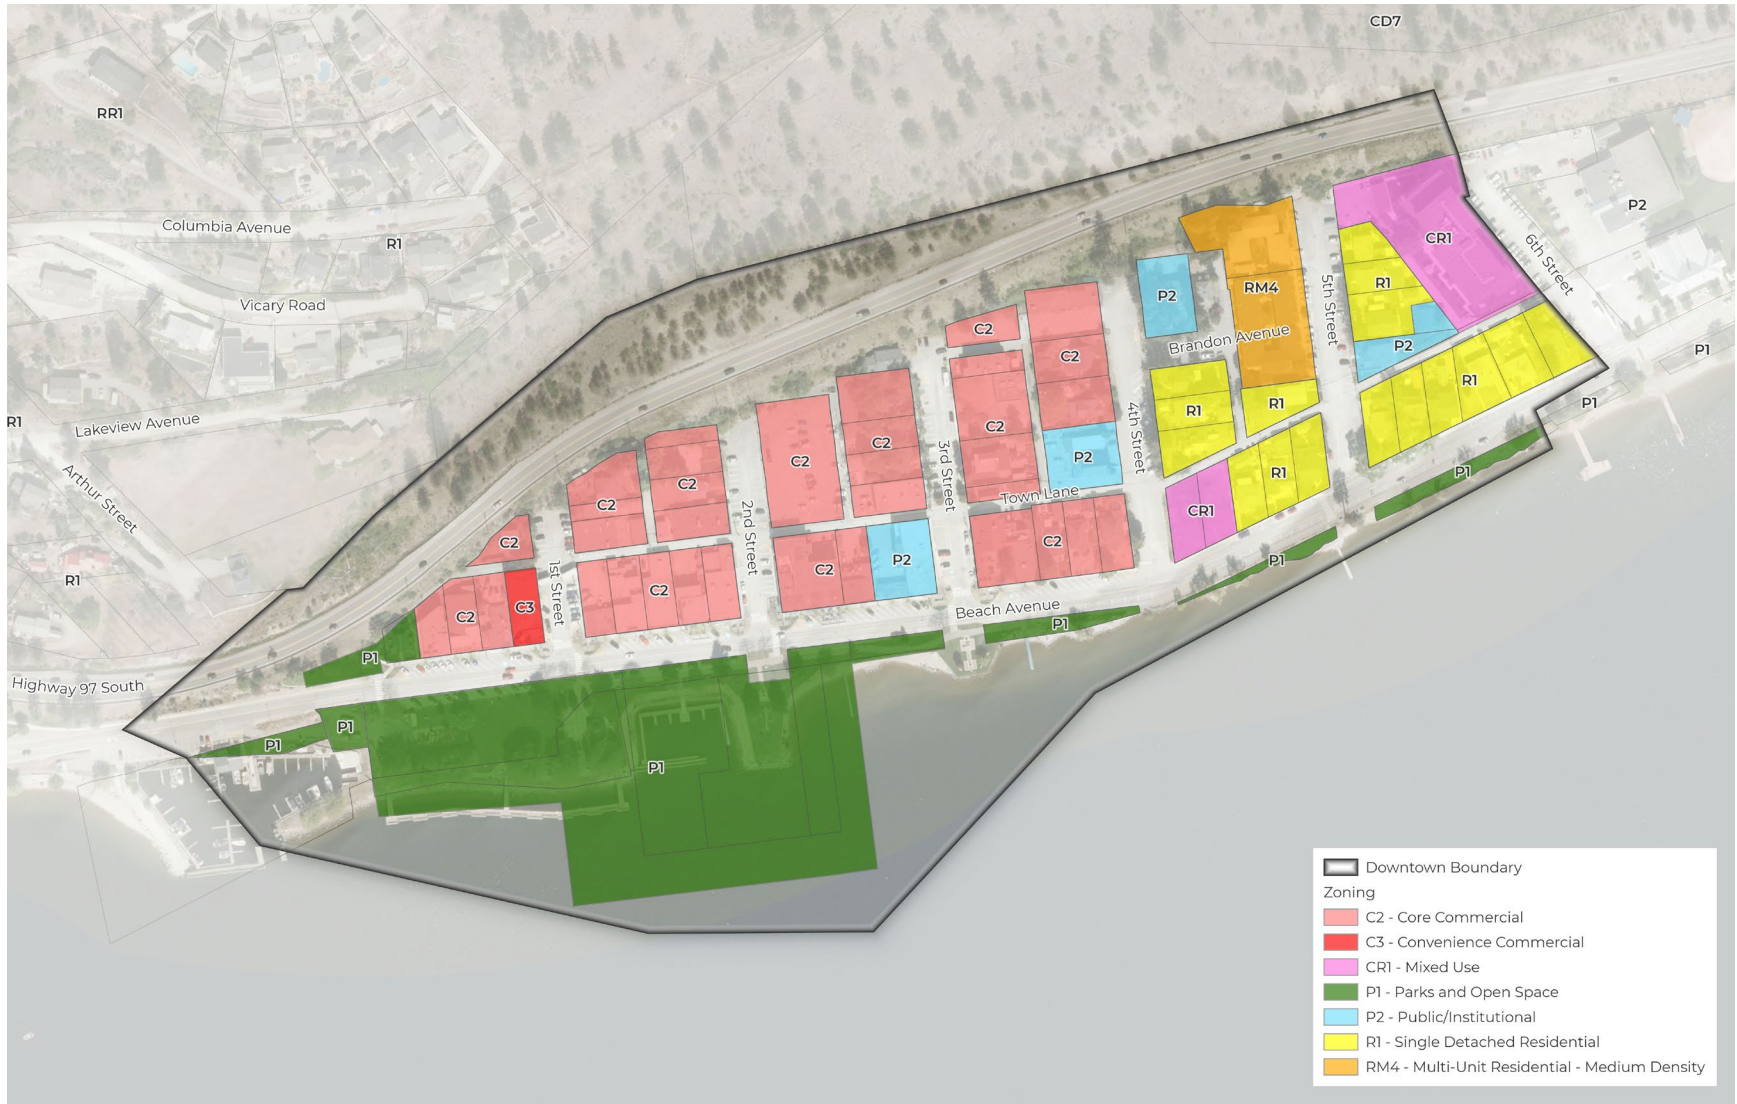 CD7
RR1
P2
Columbia Avenue
R1
CR1
6th Street
Vicary Road
R1
P2
RM4
5th Street
C2
Brandon Avenue
P2
P1
C2
R1
P1
R1
R1
R1
Lakeview Avenue
C2
4th Street
C2
C2
P2
R1
P1
3rd Street
Arthur Street
C2
C2
Town Lane
CR1
2nd Street
C2
C2
P2
P1
R1
1st Street
C2
C2
C3
C2
Beach Avenue
P1
P1
Highway 97 South
P1
P1
P1
Downtown Boundary
Zoning
C2 - Core Commercial
C3 - Convenience Commercial
CR1 - Mixed Use
P1 - Parks and Open Space
P2 - Public/Institutional
R1 - Single Detached Residential
RM4 - Multi-Unit Residential - Medium Density